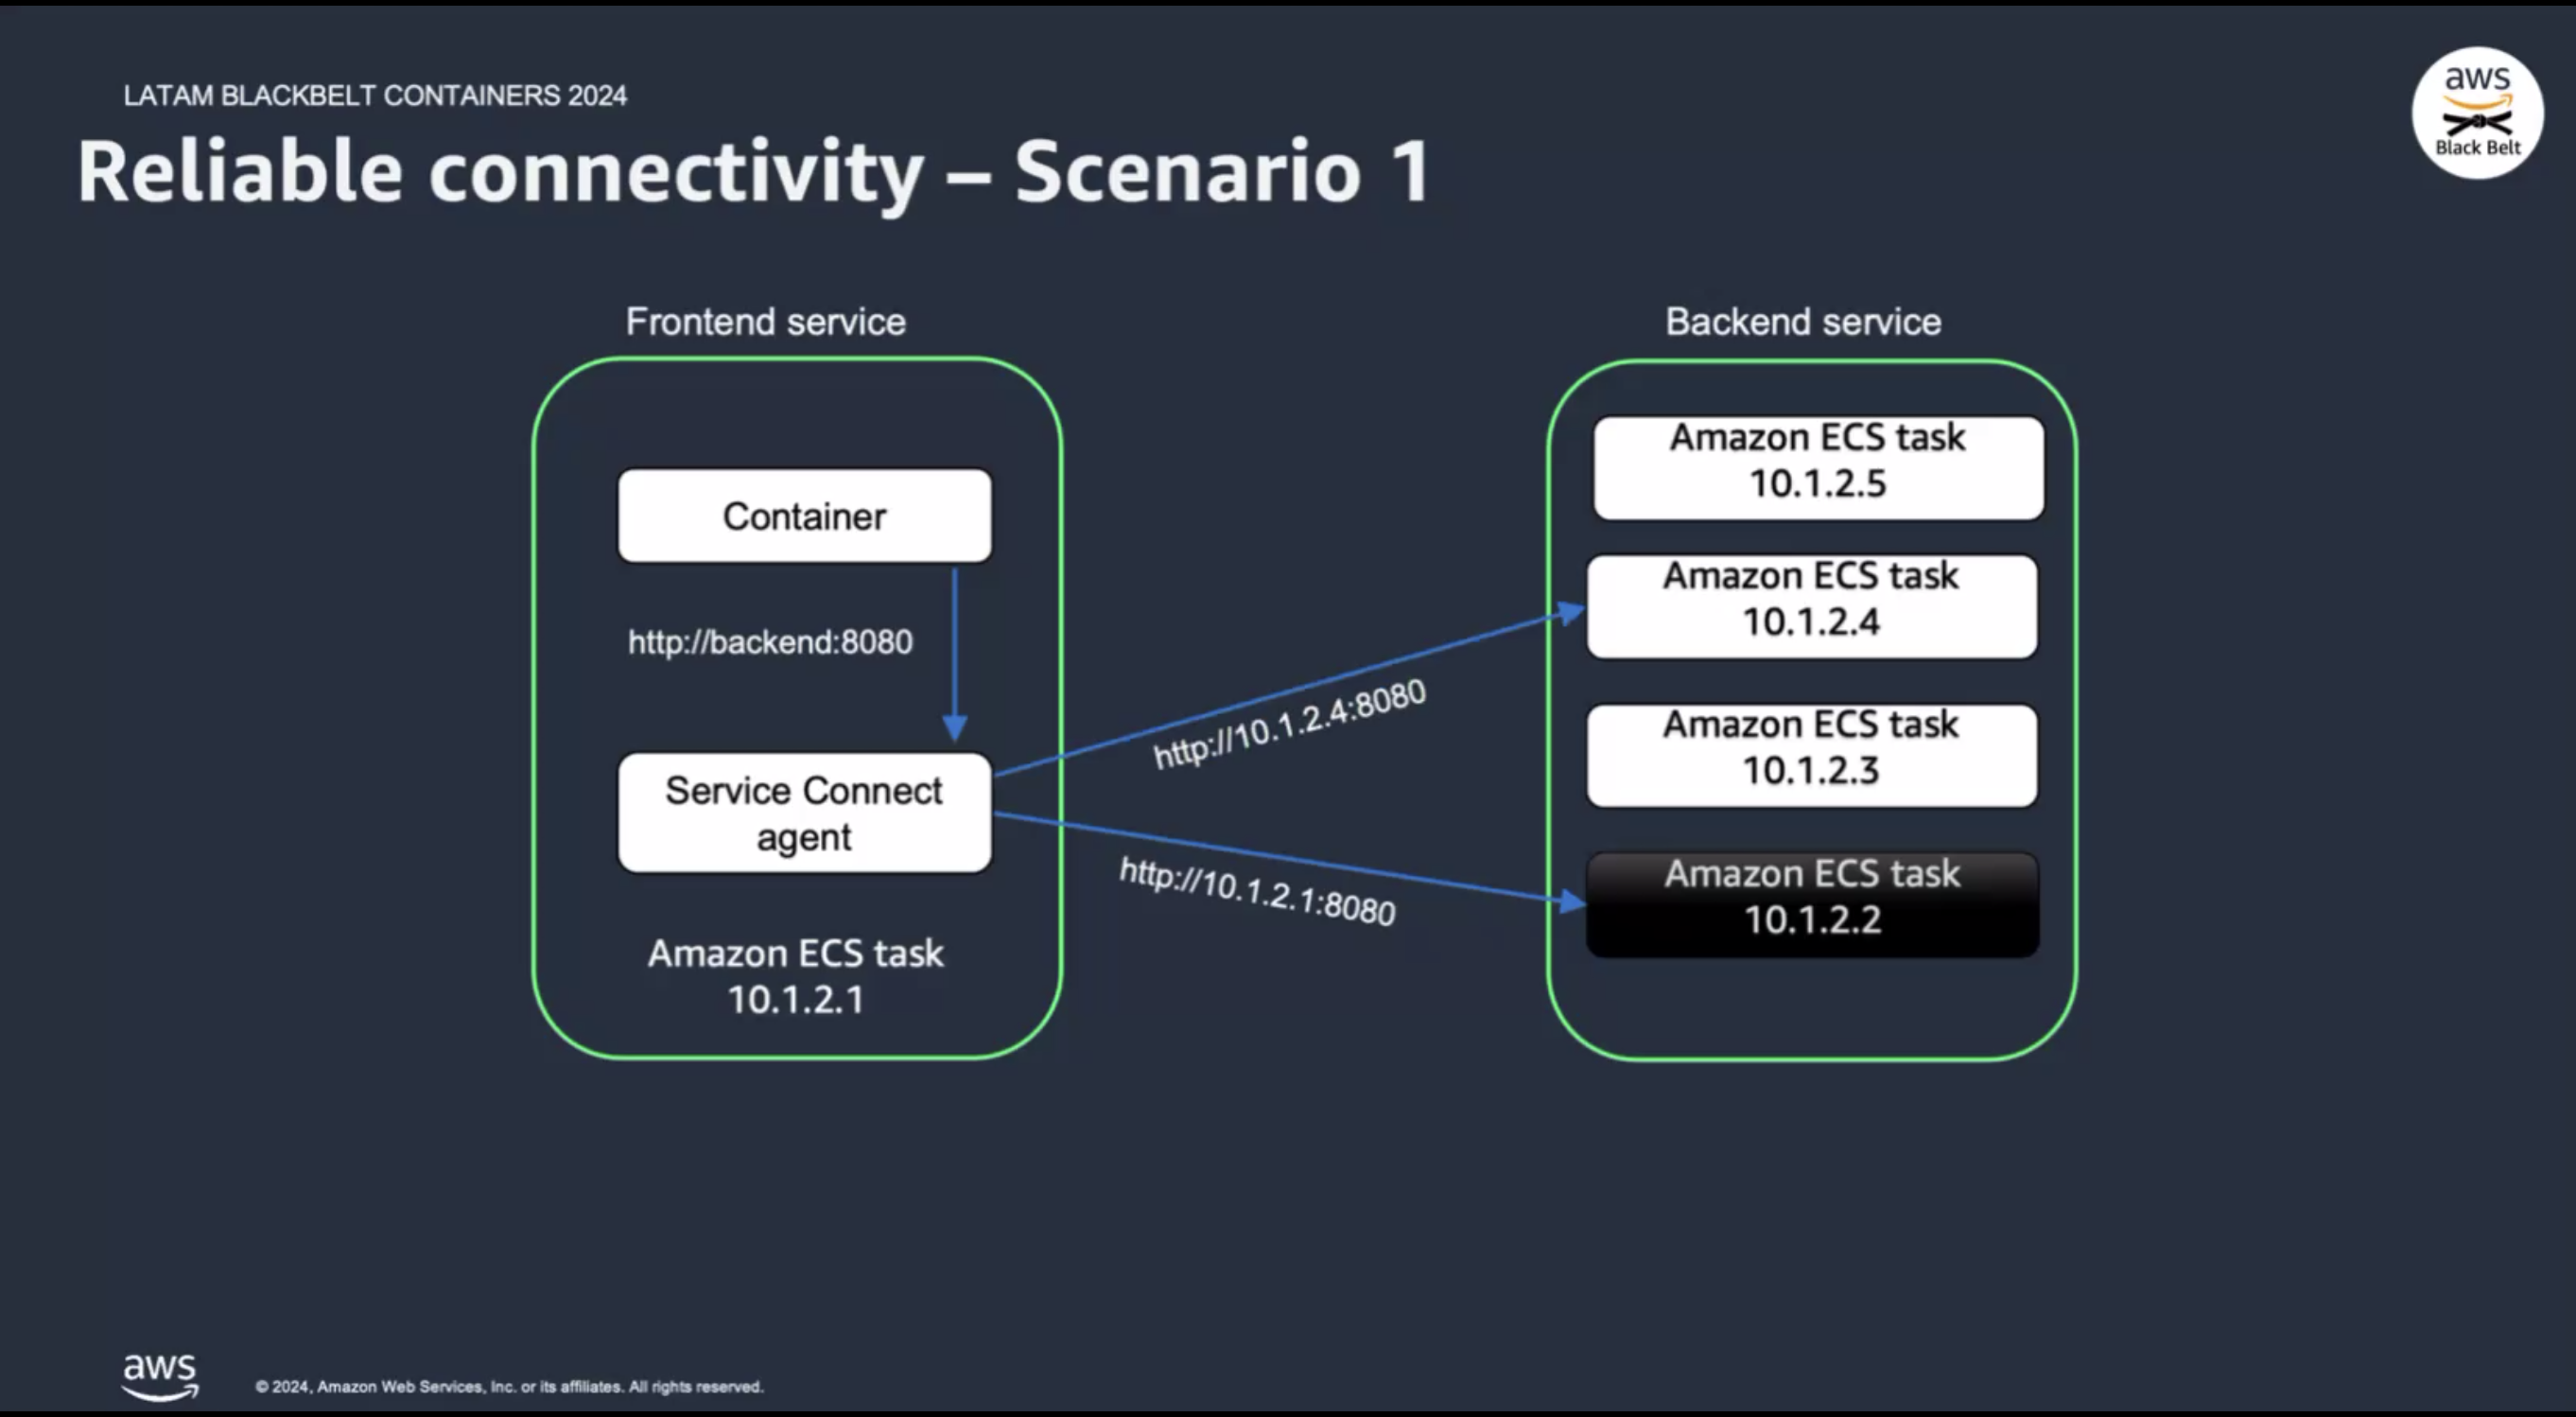 LATAM BLACKBELT CONTAINERS 2024
Reliable connectivity – Scenario 1
aws
Black Belt
Frontend service
Container
http://backend:8080
Service Connect
agent
Amazon ECS task
10.1.2.1
http://10.1.2.4:8080
http://10.1.2.1:8080
Backend service
Amazon ECS task
10.1.2.5
Amazon ECS task
10.1.2.4
Amazon ECS task
10.1.2.3
Amazon ECS task
10.1.2.2
aws
© 2024, Amazon Web Services, Inc. or its affiliates. All rights reserved.